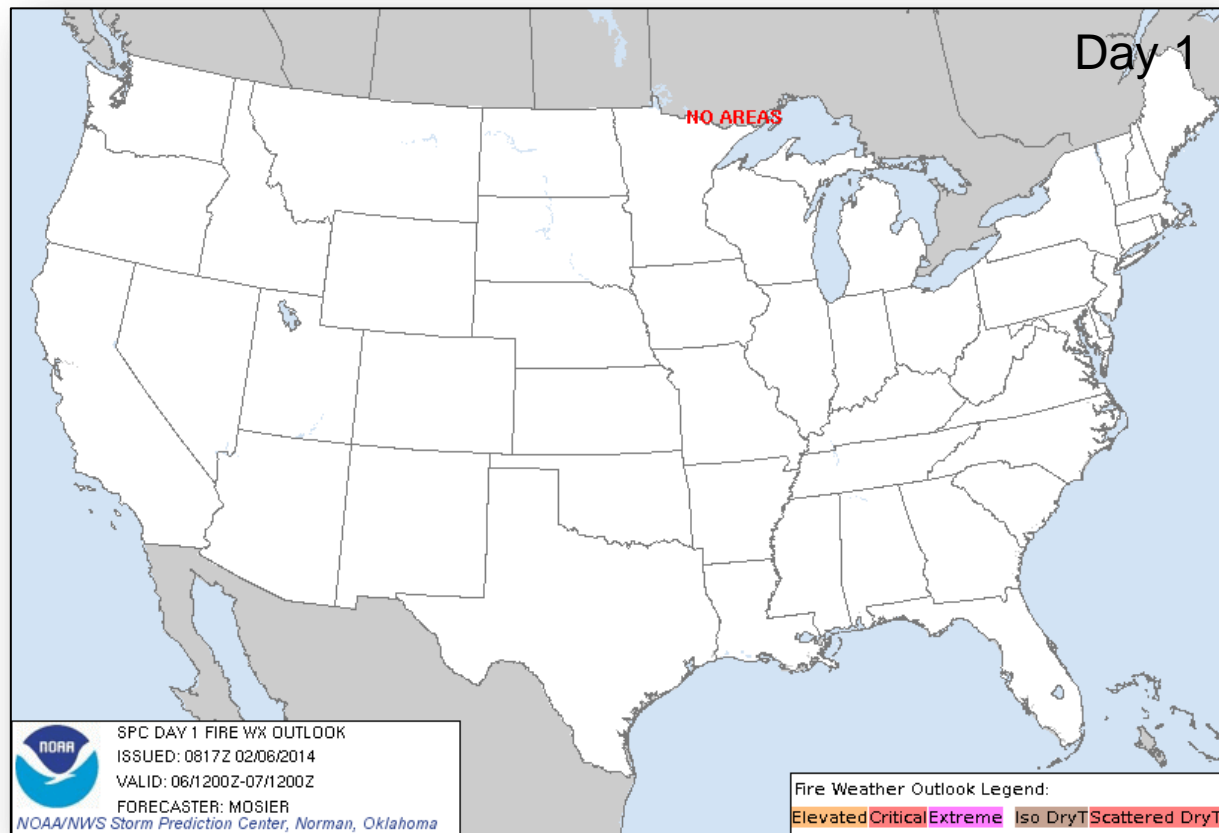 Day 1
NO AREAS
NOAA
SPC DAY 1 FIRE WX OUTLOOK
ISSUED: 0817Z 02/06/2014
VALID: 06/1200Z-07/1200Z
FORECASTER: MOSIER
NOAA/NWS Storm Prediction Center, Norman, Oklahoma
Fire Weather Outlook Legend:
Elevated Critical Extreme Iso DryT Scattered DryT